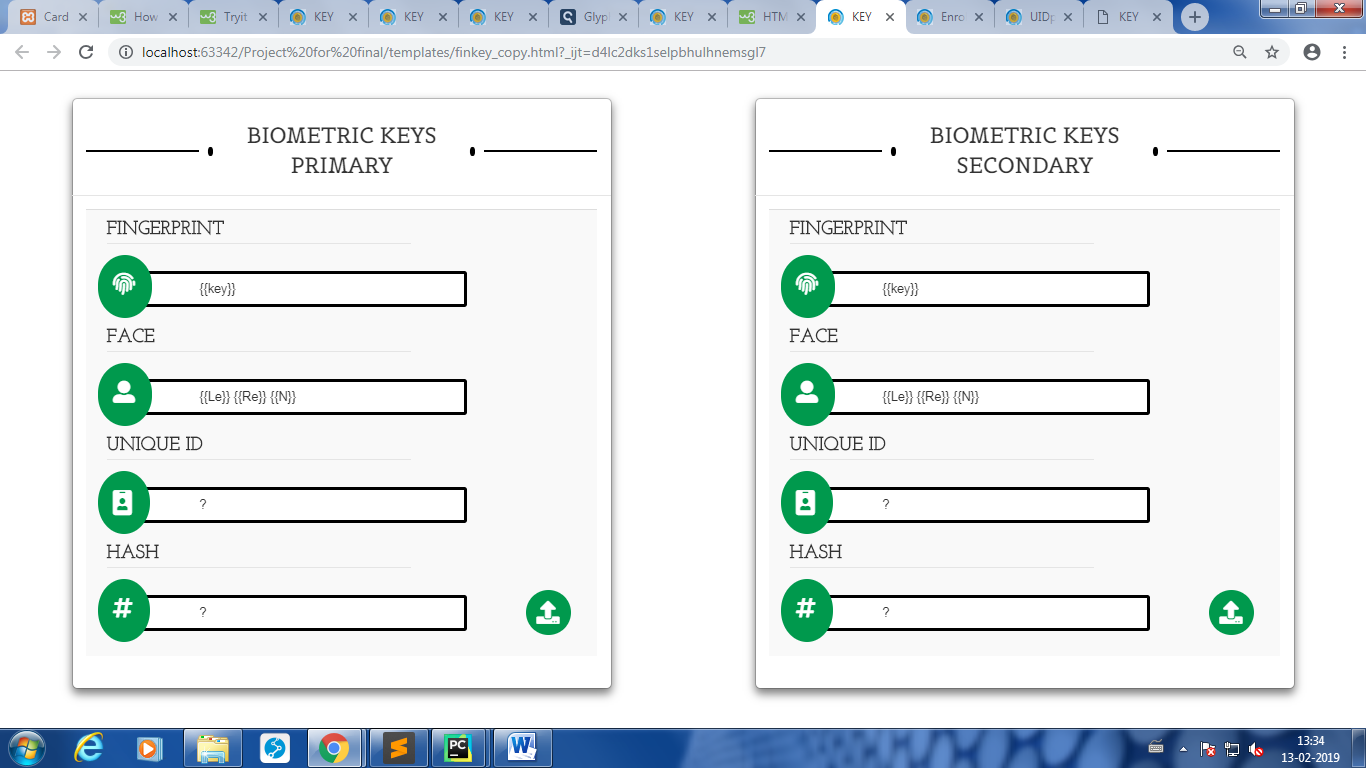 Card
How
Tryit
KEY
KEY
KEY
Glyph
KEY
HTM
KEY
Enro
UIDp
KEY
localhost:63342/Project%20for%20final/templates/finkey_copy.html?_ijt=d4lc2dks1selpbhulhnemsgl7
BIOMETRIC KEYS
PRIMARY
FINGERPRINT
{{key}}
FACE
{{Le}} {{Re}} {{N}}
UNIQUE ID
?
HASH
#
?
BIOMETRIC KEYS
SECONDARY
FINGERPRINT
{{key}}
FACE
{{Le}} {{Re}} {{N}}
UNIQUE ID
?
HASH
#
?
PC
W
13:34
13-02-2019